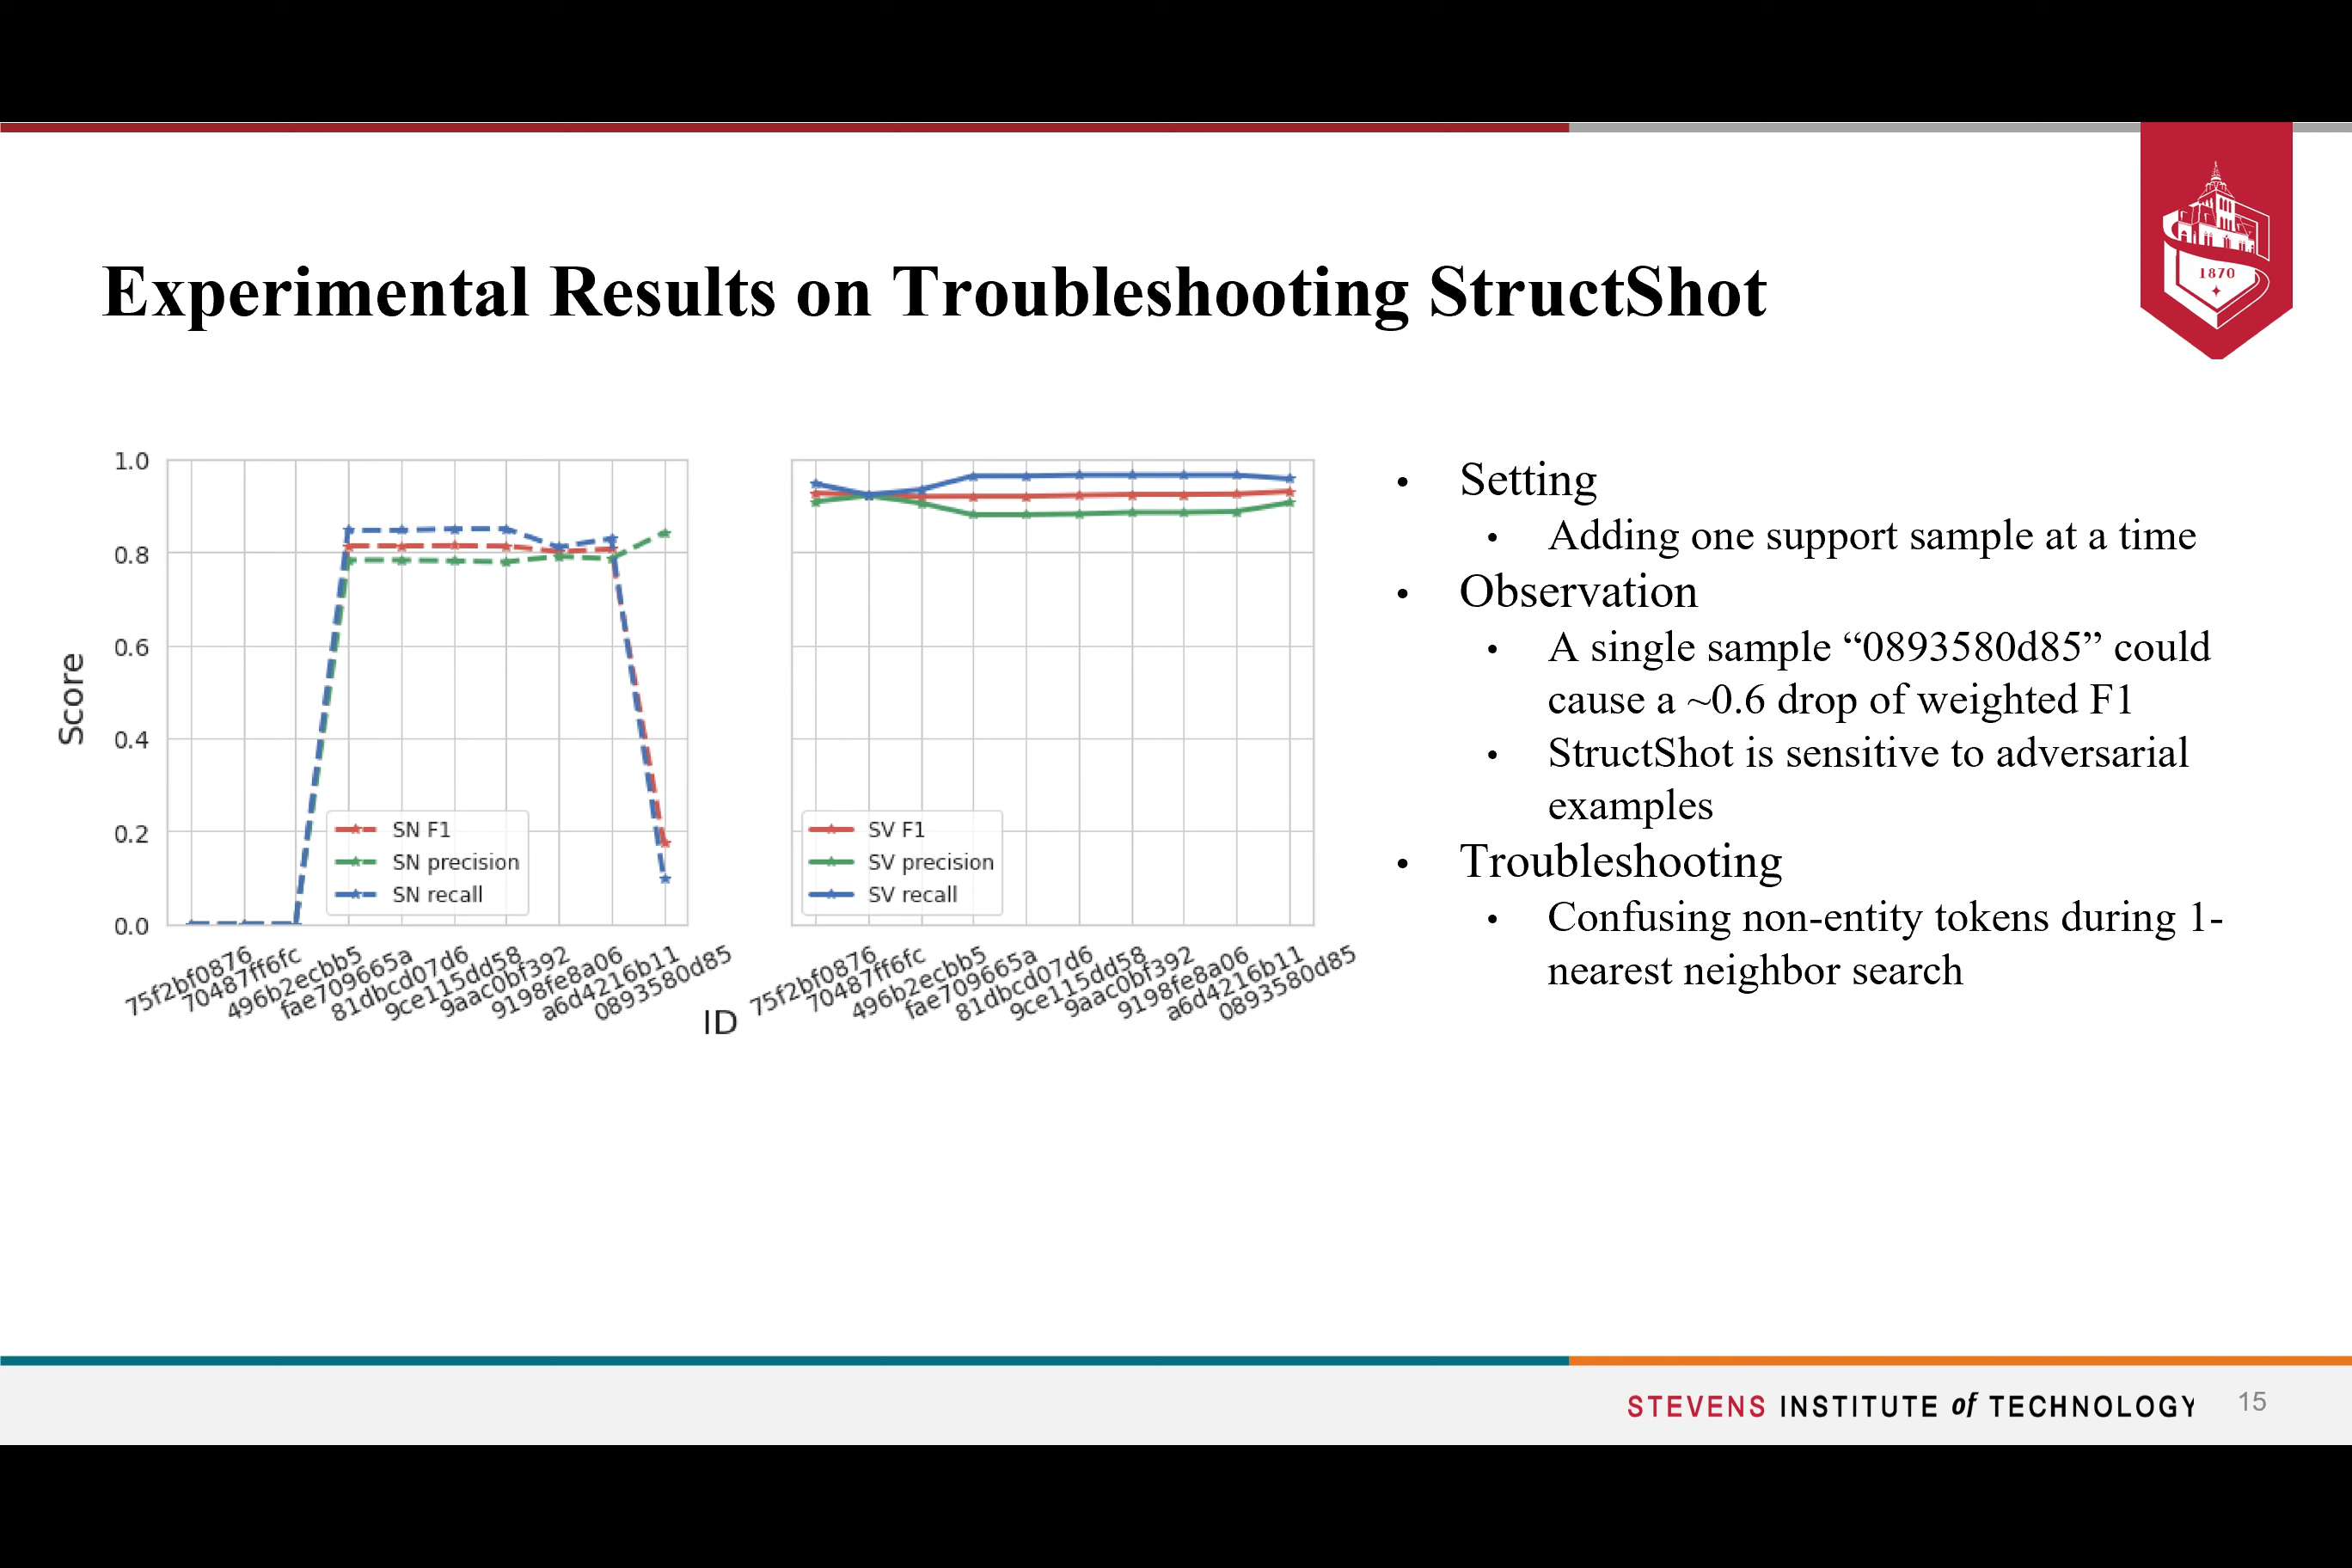 1870
Experimental Results on Troubleshooting StructShot
1.0
0.8
0.6
0.4
0.2
0.0
Score
SN F1
SN precision
SN recall
75f2bf0876
70487ff6fc
496b2ecbb5
fae709665a
81dbcd07d6
9ce115dd58
9aac0bf392
9198fe8a06
a6d4216b11
0893580d85
SV F1
SV precision
SV recall
75f2bf0876
70487ff6fc
496b2ecbb5
fae709665a
81dbcd07d6
9ce115dd58
9aac0bf392
9198fe8a06
a6d4216b11
0893580d85
ID
• Setting
• Adding one support sample at a time
• Observation
• A single sample “0893580d85” could
cause a ~0.6 drop of weighted F1
• StructShot is sensitive to adversarial
examples
• Troubleshooting
• Confusing non-entity tokens during 1-
nearest neighbor search
STEVENS INSTITUTE of TECHNOLOGY
15